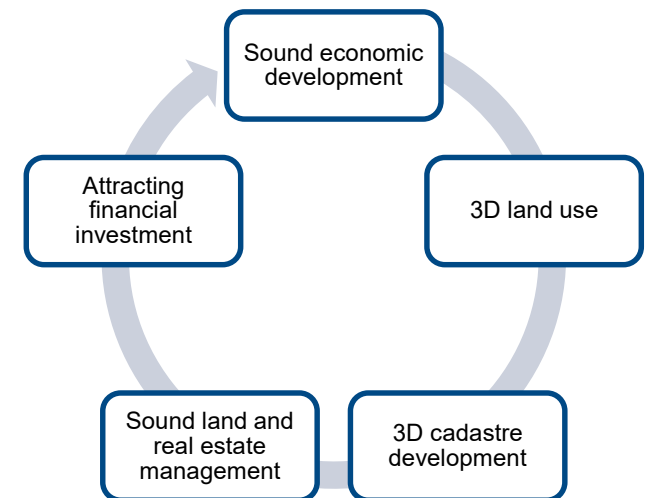 Sound economic
development
3D land use
3D cadastre
development
Sound land and
real estate
management
Attracting
financial
investment